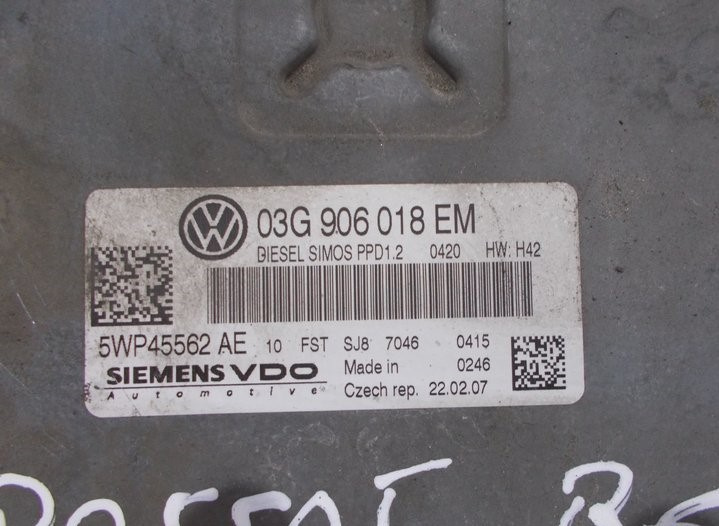 03G 906 018 EM
DIESEL SIMOS PPD1.2 0420 HW: H42
5WP45562 AE 10 FST SJ8 7046 0415
SIEMENS VDO Made in 0246
Automotive Czech rep. 22.02.07
PASSAT